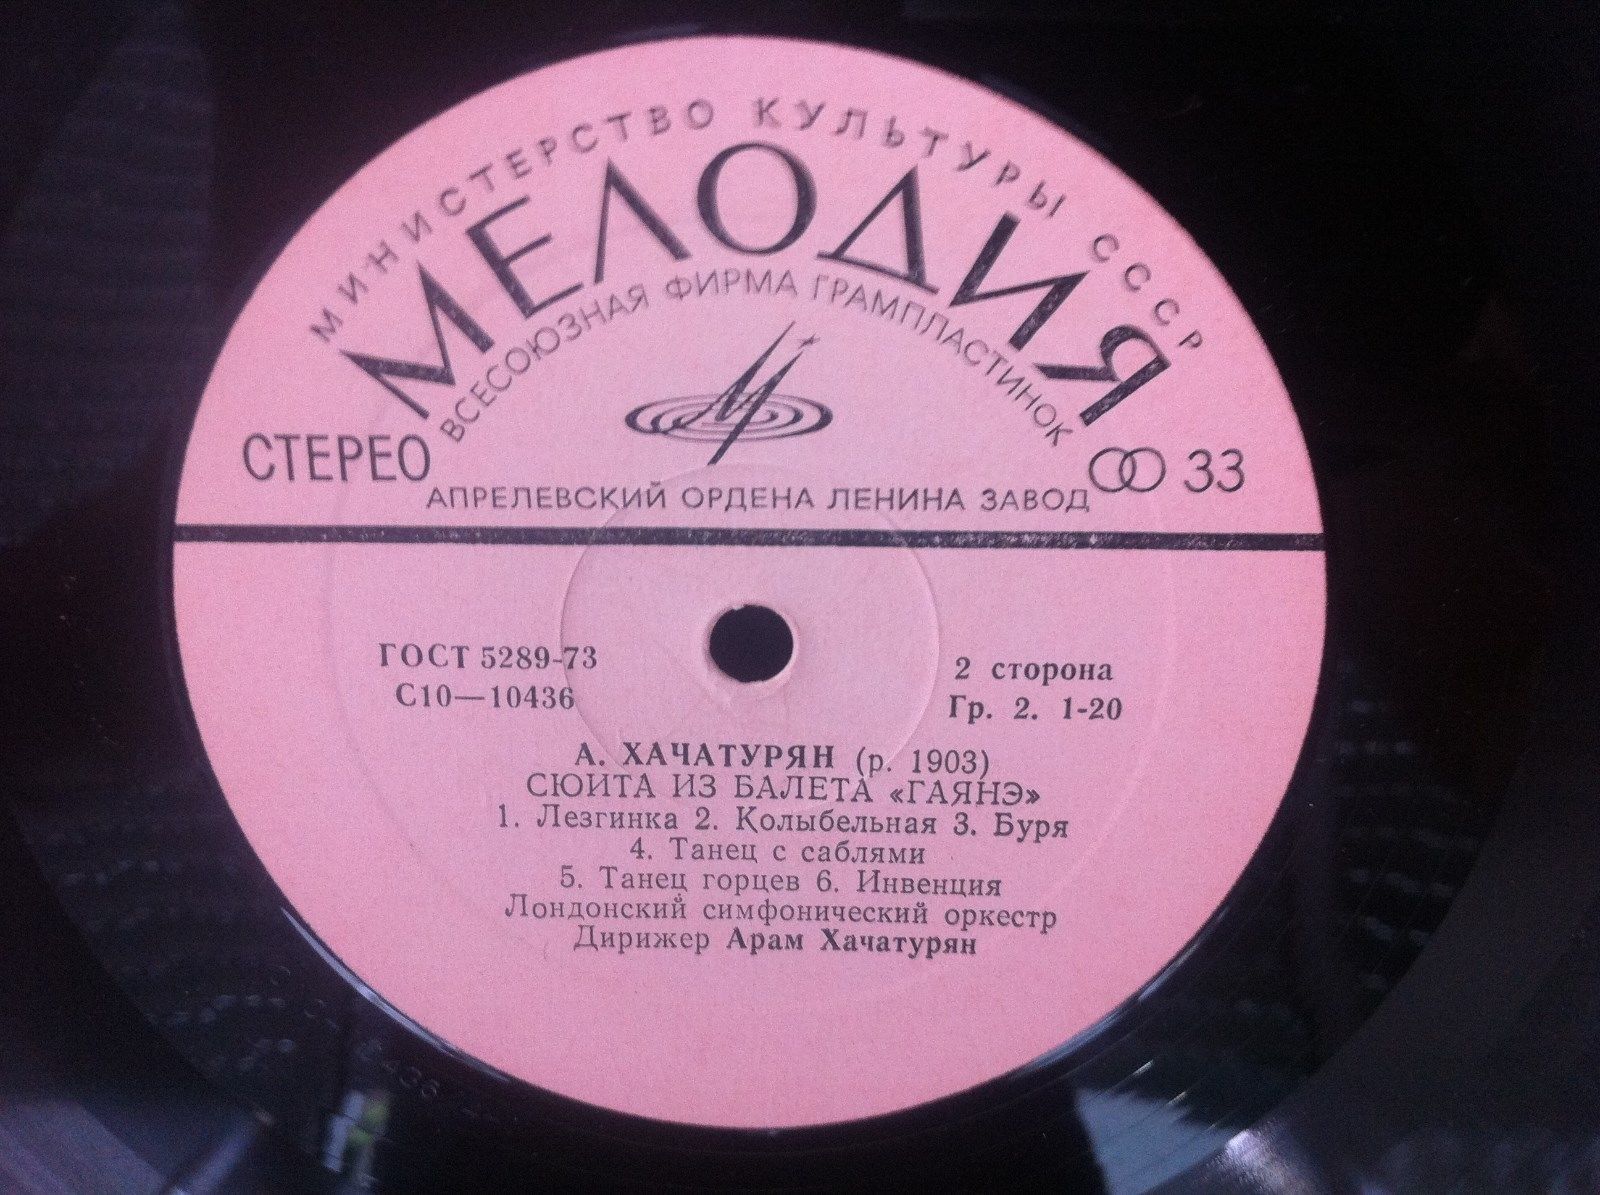 МИНИСТЕРСТВО КУЛЬТУРЫ СССР
МЕЛОДИЯ
ВСЕСОЮЗНАЯ ФИРМА ГРАМПЛАСТИНОК
СТЕРЕО
33
АПРЕЛЕВСКИЙ ОРДЕНА ЛЕНИНА ЗАВОД
ГОСТ 5289-73
С10—10436
2 сторона
Гр. 2. 1-20
А. ХАЧАТУРЯН (р. 1903)
СЮИТА ИЗ БАЛЕТА «ГАЯНЭ»
1. Лезгинка 2. Колыбельная 3. Буря
4. Танец с саблями
5. Танец горцев 6. Инвенция
Лондонский симфонический оркестр
Дирижер Арам Хачатурян